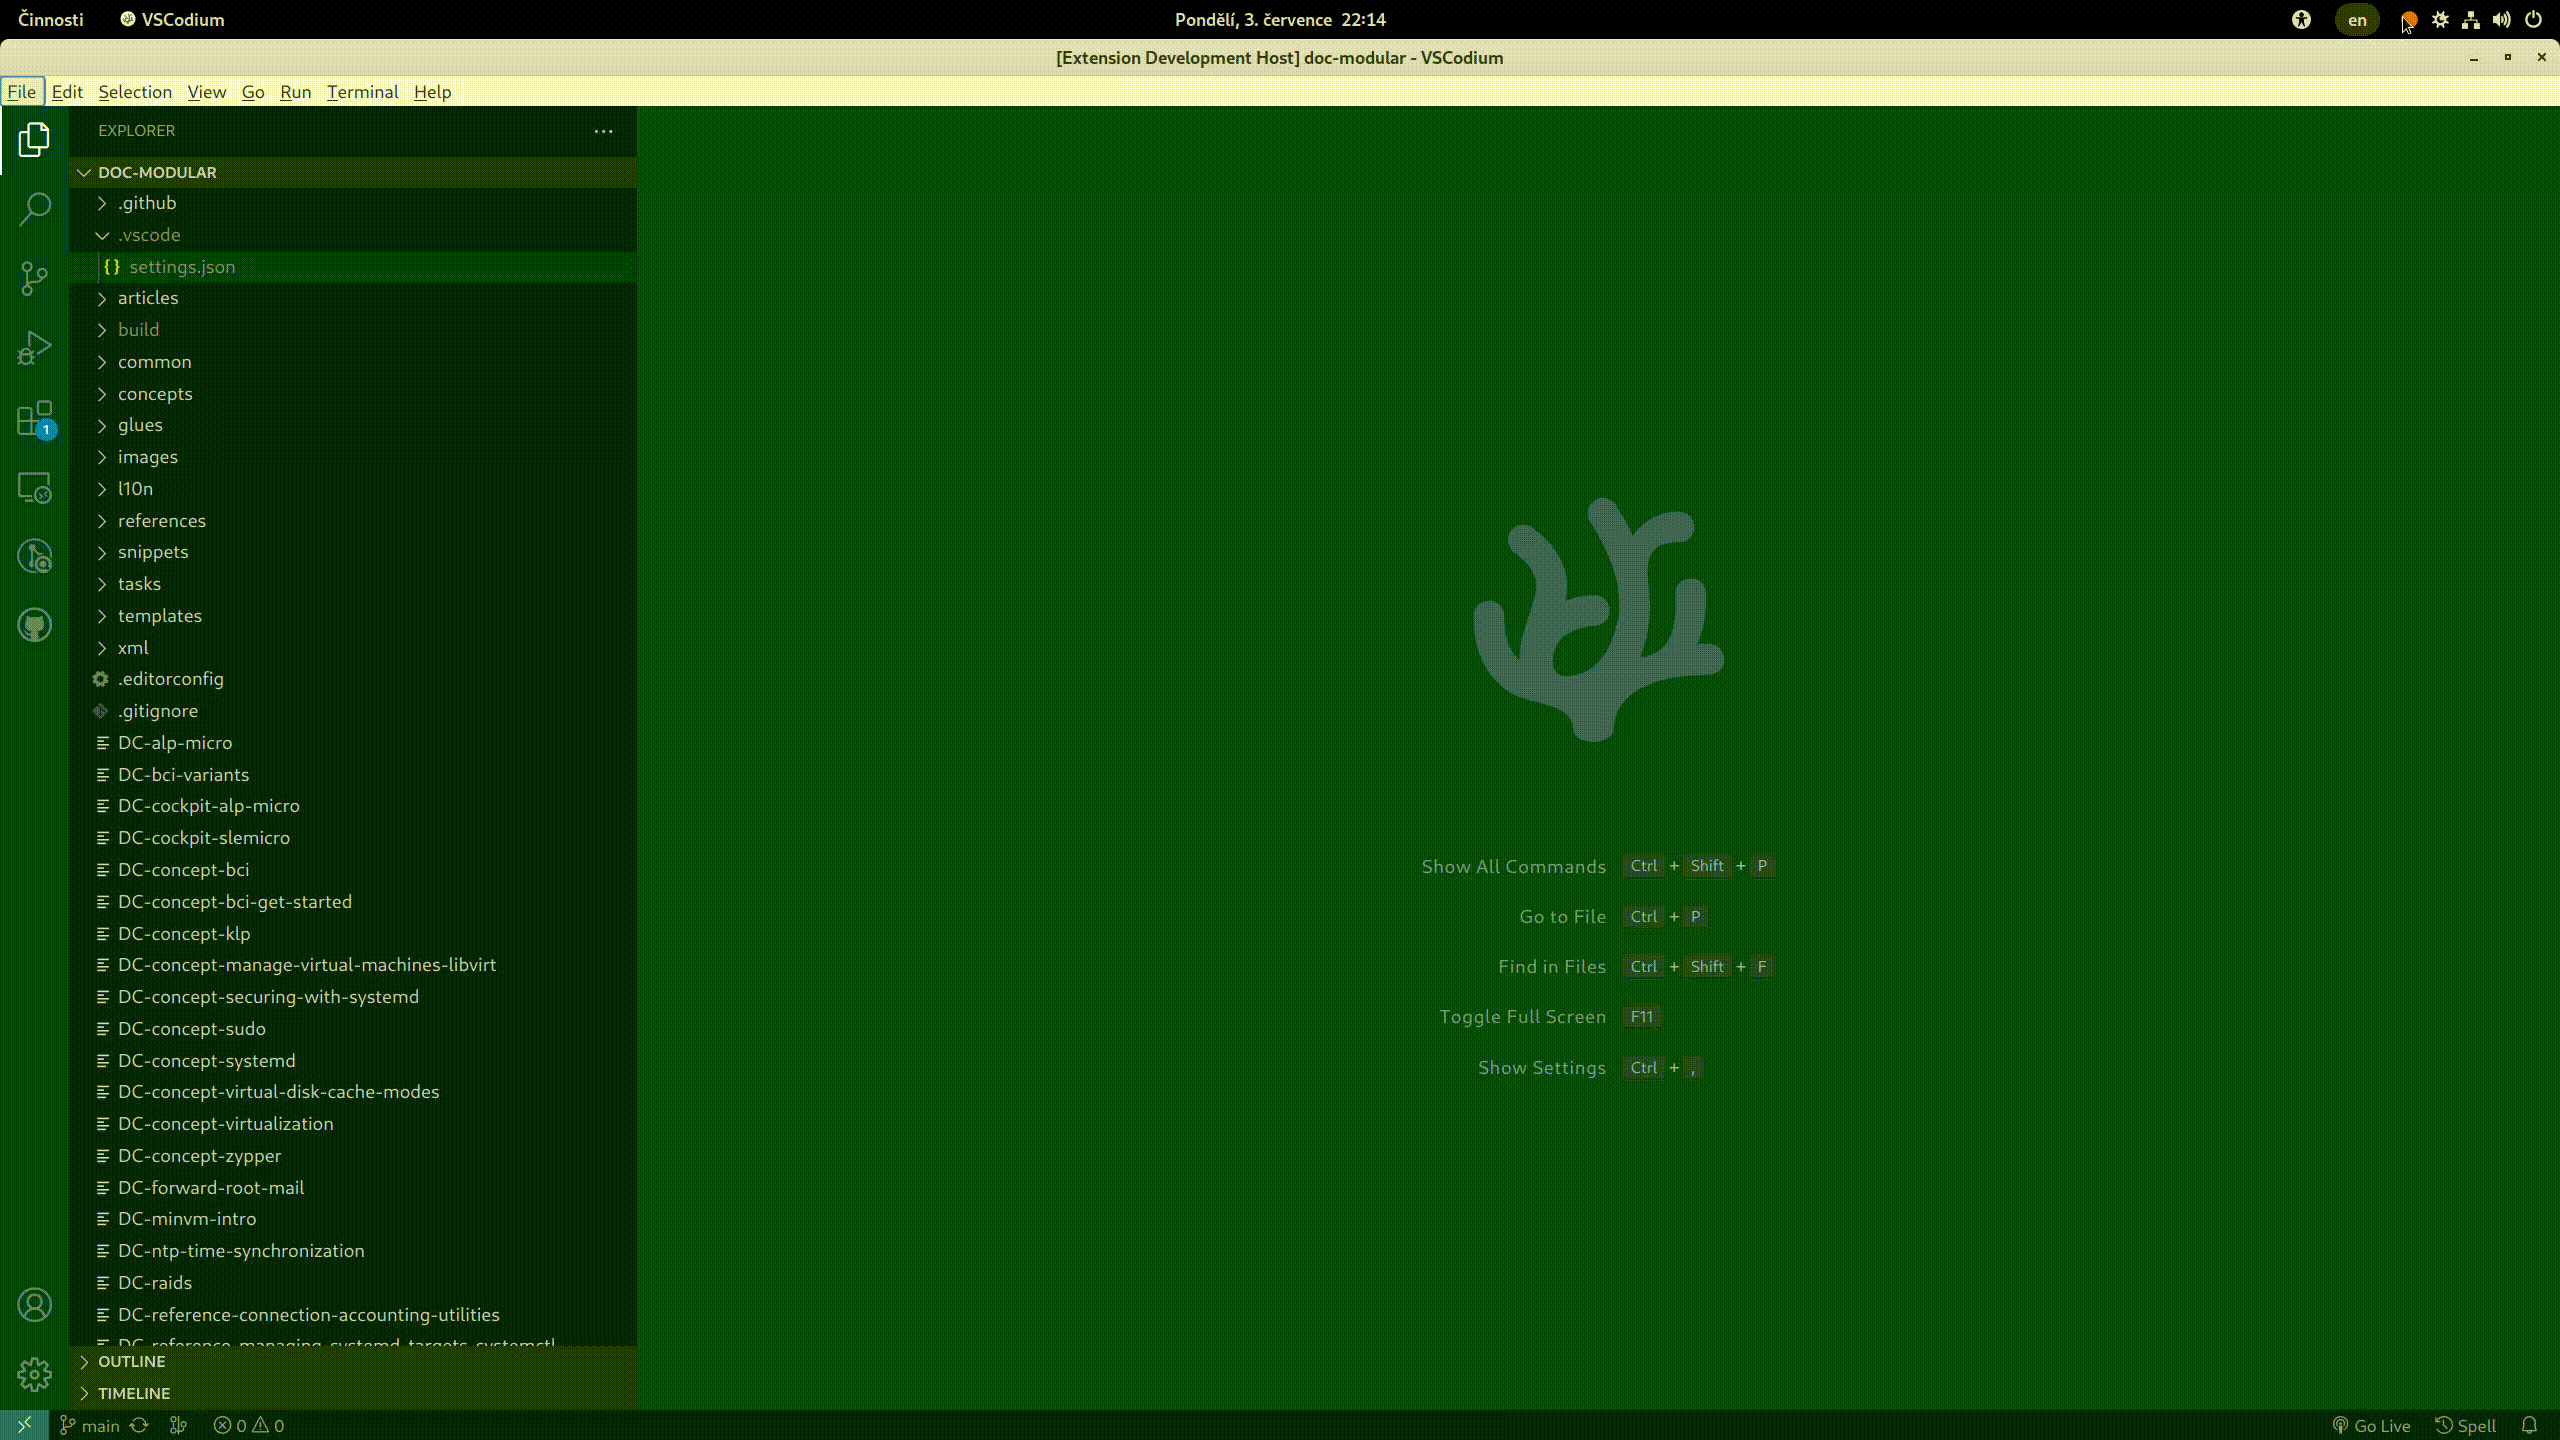 Činnosti VSCodium Pondělí, 3. července 22:14 en
[Extension Development Host] doc-modular - VSCodium
File Edit Selection View Go Run Terminal Help
EXPLORER
DOC-MODULAR
.github
.vscode
{} settings.json
articles
build
common
concepts
glues
1
images
l10n
references
snippets
tasks
templates
xml
.editorconfig
.gitignore
DC-alp-micro
DC-bci-variants
DC-cockpit-alp-micro
DC-cockpit-slemicro
DC-concept-bci
DC-concept-bci-get-started
DC-concept-klp
DC-concept-manage-virtual-machines-libvirt
DC-concept-securing-with-systemd
DC-concept-sudo
DC-concept-systemd
DC-concept-virtual-disk-cache-modes
DC-concept-virtualization
DC-concept-zypper
DC-forward-root-mail
DC-minvm-intro
DC-ntp-time-synchronization
DC-raids
DC-reference-connection-accounting-utilities
DC-reference-managing-systemd-targets-systemctl
OUTLINE
TIMELINE
Show All Commands Ctrl + Shift + P
Go to File Ctrl + P
Find in Files Ctrl + Shift + F
Toggle Full Screen F11
Show Settings Ctrl + ,
main 0 0 Go Live Spell